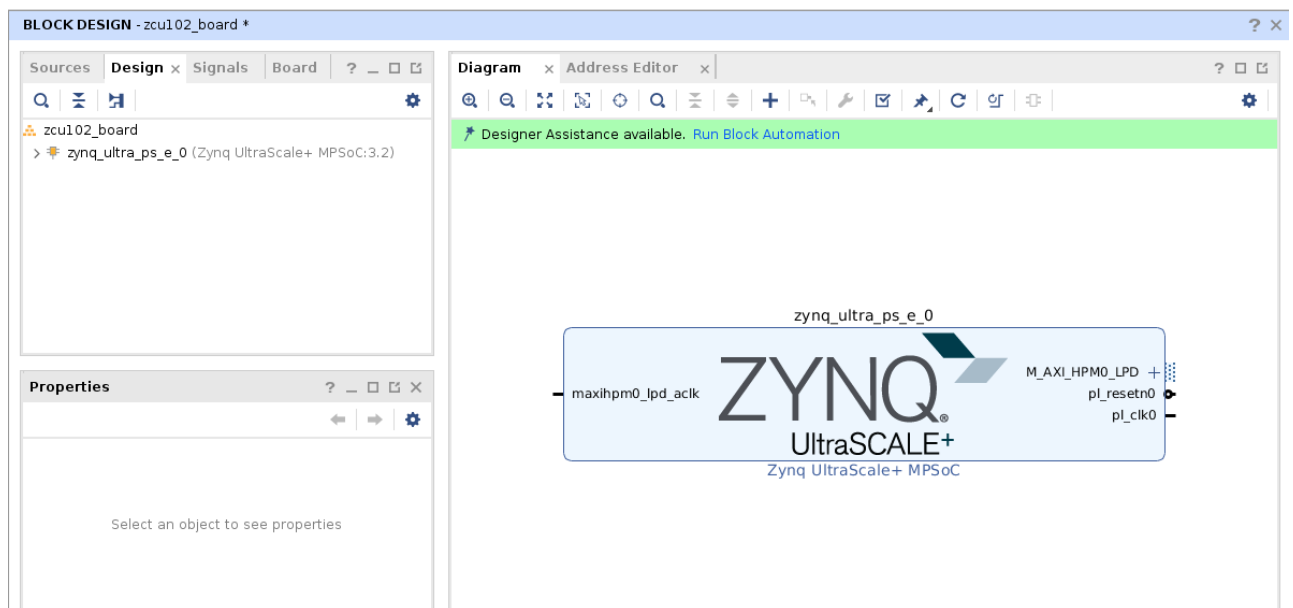 BLOCK DESIGN - zcu102_board *
Sources Design Signals Board
zcu102_board
zynq_ultra_ps_e_0 (Zynq UltraScale+ MPSoC:3.2)
Properties
Select an object to see properties
Diagram Address Editor
Designer Assistance available. Run Block Automation
zynq_ultra_ps_e_0
maxihpm0_lpd_aclk
ZYNQ®
UltraSCALE+
M_AXI_HPM0_LPD
pl_resetn0
pl_clk0
Zynq UltraScale+ MPSoC